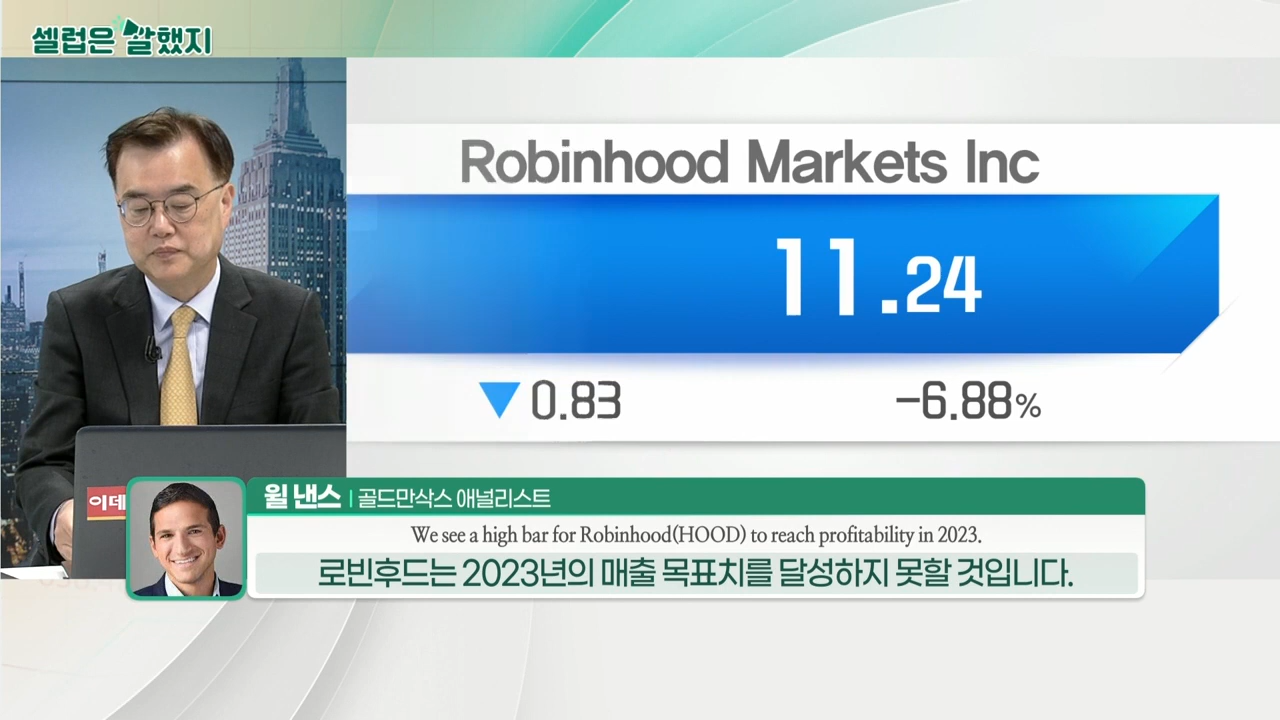 셀럽은 말했지
Robinhood Markets Inc
11.24
▼ 0.83 -6.88%
이데
윌 낸스 | 골드만삭스 애널리스트
We see a high bar for Robinhood(HOOD) to reach profitability in 2023.
로빈후드는 2023년의 매출 목표치를 달성하지 못할 것입니다.